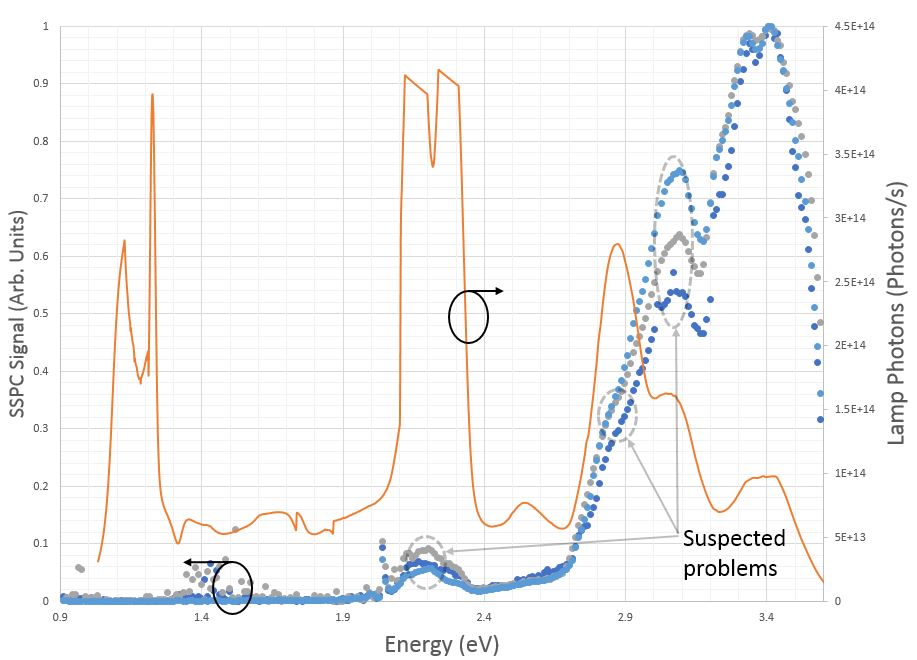 1
0.9
0.8
0.7
0.6
0.5
0.4
0.3
0.2
0.1
0
SSPC Signal (Arb. Units)
4.5E+14
4E+14
3.5E+14
3E+14
2.5E+14
2E+14
1.5E+14
1E+14
5E+13
0
Lamp Photons (Photons/s)
Suspected
problems
0.9 1.4 1.9 2.4 2.9 3.4
Energy (eV)